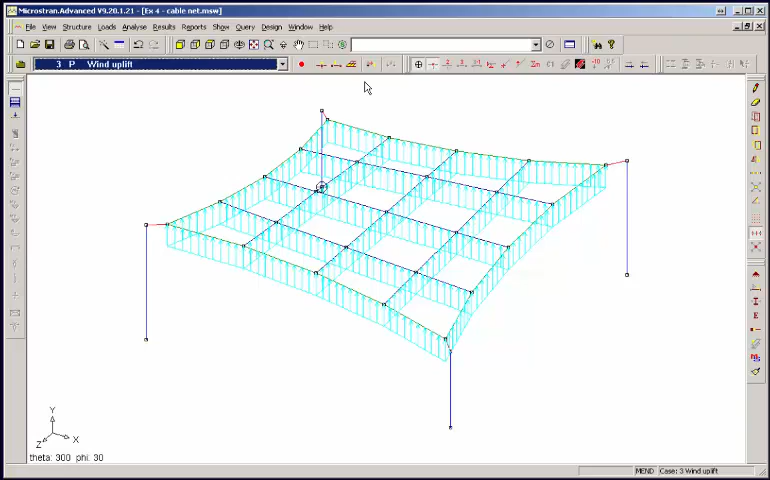 Microstran.Advanced V9.20.1.21 - [Ex 4 - cable net.msw]
File View Structure Loads Analyse Results Reports Show Query Design Window Help
3 P Wind uplift
Y
Z X
theta: 300 phi: 30
MEND Case: 3 Wind uplift